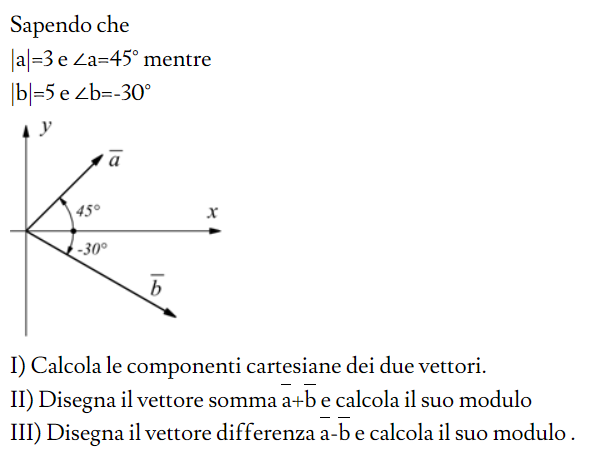 Sapendo che
|a|=3 e ∠a=45° mentre
|b|=5 e ∠b=-30°
y
a̅
45°
x
-30°
b̅
I) Calcola le componenti cartesiane dei due vettori.
II) Disegna il vettore somma a̅+b̅ e calcola il suo modulo
III) Disegna il vettore differenza a̅-b̅ e calcola il suo modulo .